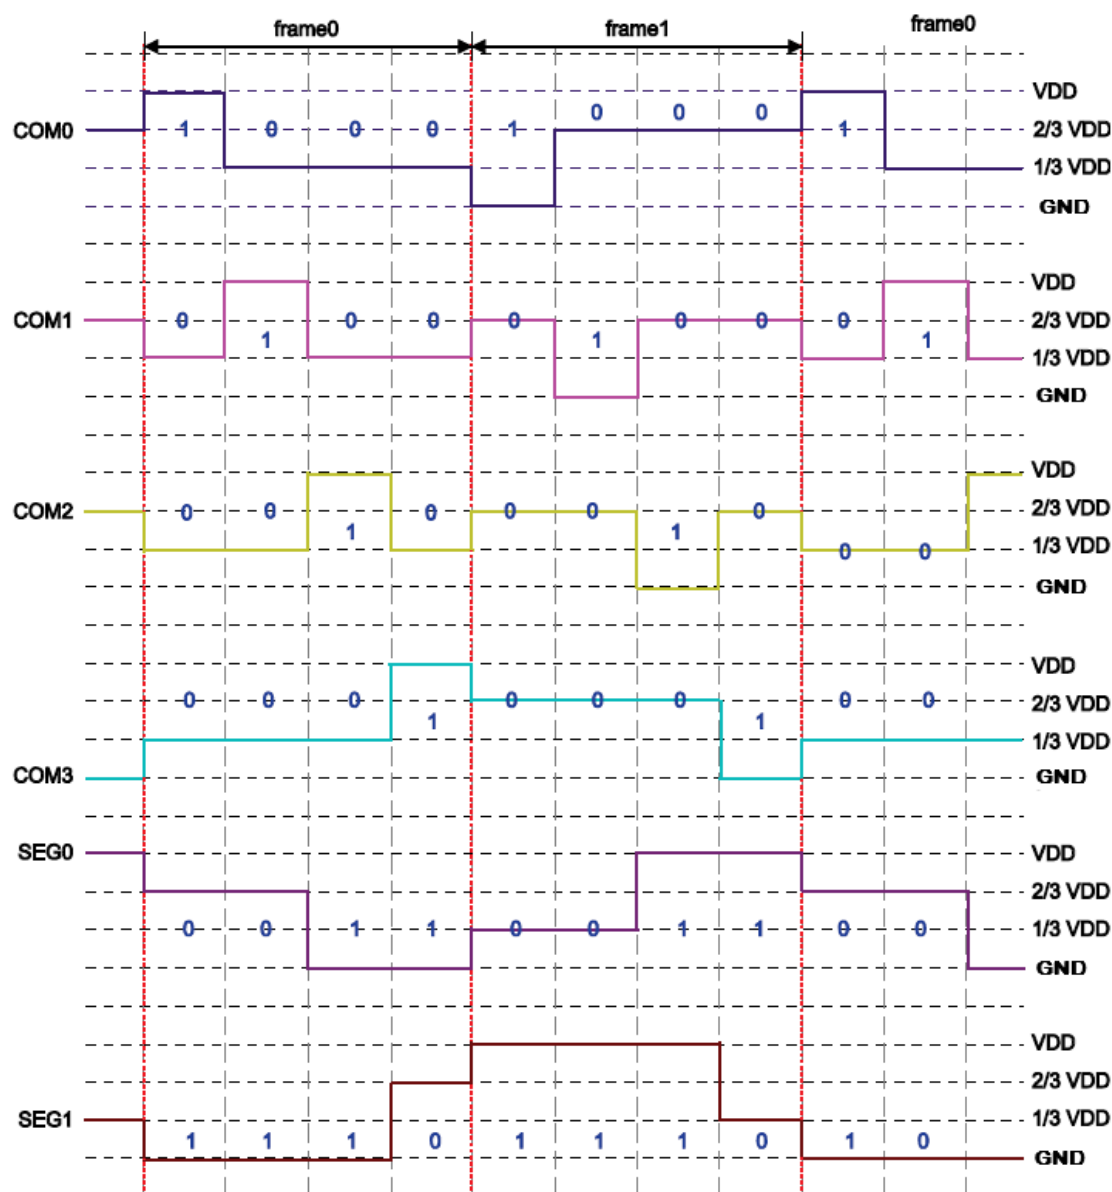 frame0 frame1 frame0
VDD
COM0 1 0 0 0 1 0 0 0 1 2/3 VDD
1/3 VDD
GND
VDD
COM1 0 1 0 0 0 1 0 0 0 1 2/3 VDD
1/3 VDD
GND
VDD
COM2 0 0 1 0 0 0 1 0 2/3 VDD
0 0 1/3 VDD
GND
VDD
0 0 0 1 0 0 0 1 0 0 2/3 VDD
1/3 VDD
COM3 GND
SEG0 VDD
2/3 VDD
0 0 1 1 0 0 1 1 0 0 1/3 VDD
GND
VDD
2/3 VDD
SEG1 1/3 VDD
1 1 1 0 1 1 1 0 1 0
GND